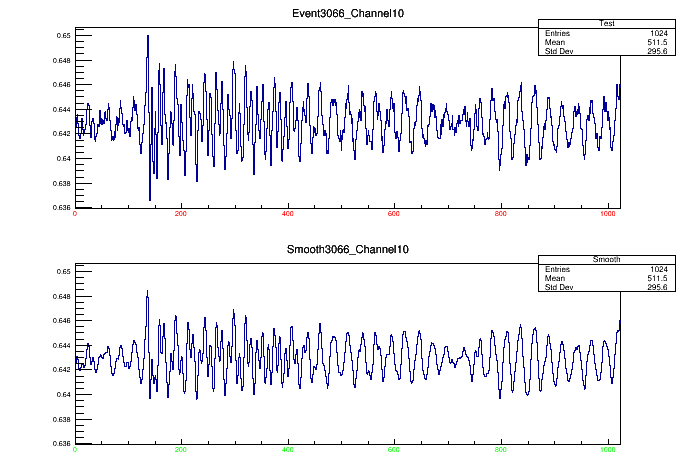 Event3066_Channel10
Test
Entries 1024
Mean 511.5
Std Dev 295.6
0.65
0.648
0.646
0.644
0.642
0.64
0.638
0.636
0 200 400 600 800 1000
Smooth3066_Channel10
Smooth
Entries 1024
Mean 511.5
Std Dev 295.6
0.65
0.648
0.646
0.644
0.642
0.64
0.638
0.636
0 200 400 600 800 1000